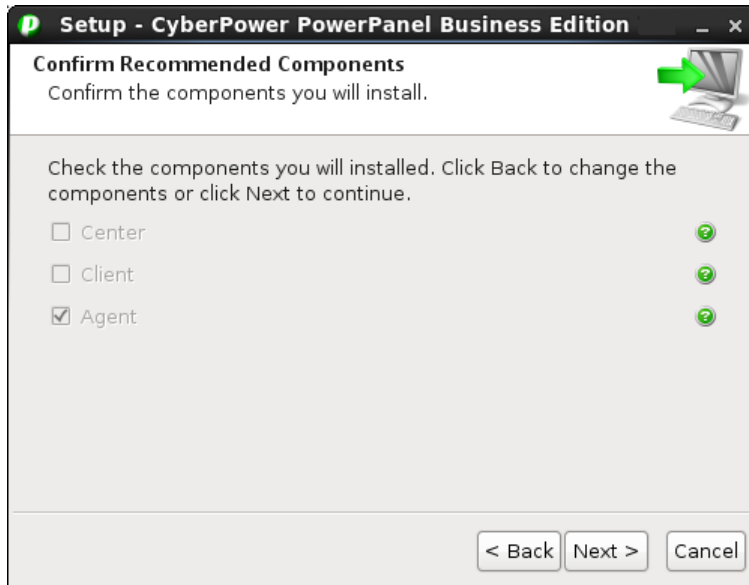 Setup - CyberPower PowerPanel Business Edition
Confirm Recommended Components
Confirm the components you will install.
Check the components you will installed. Click Back to change the
components or click Next to continue.
Center
Client
Agent
< Back Next > Cancel